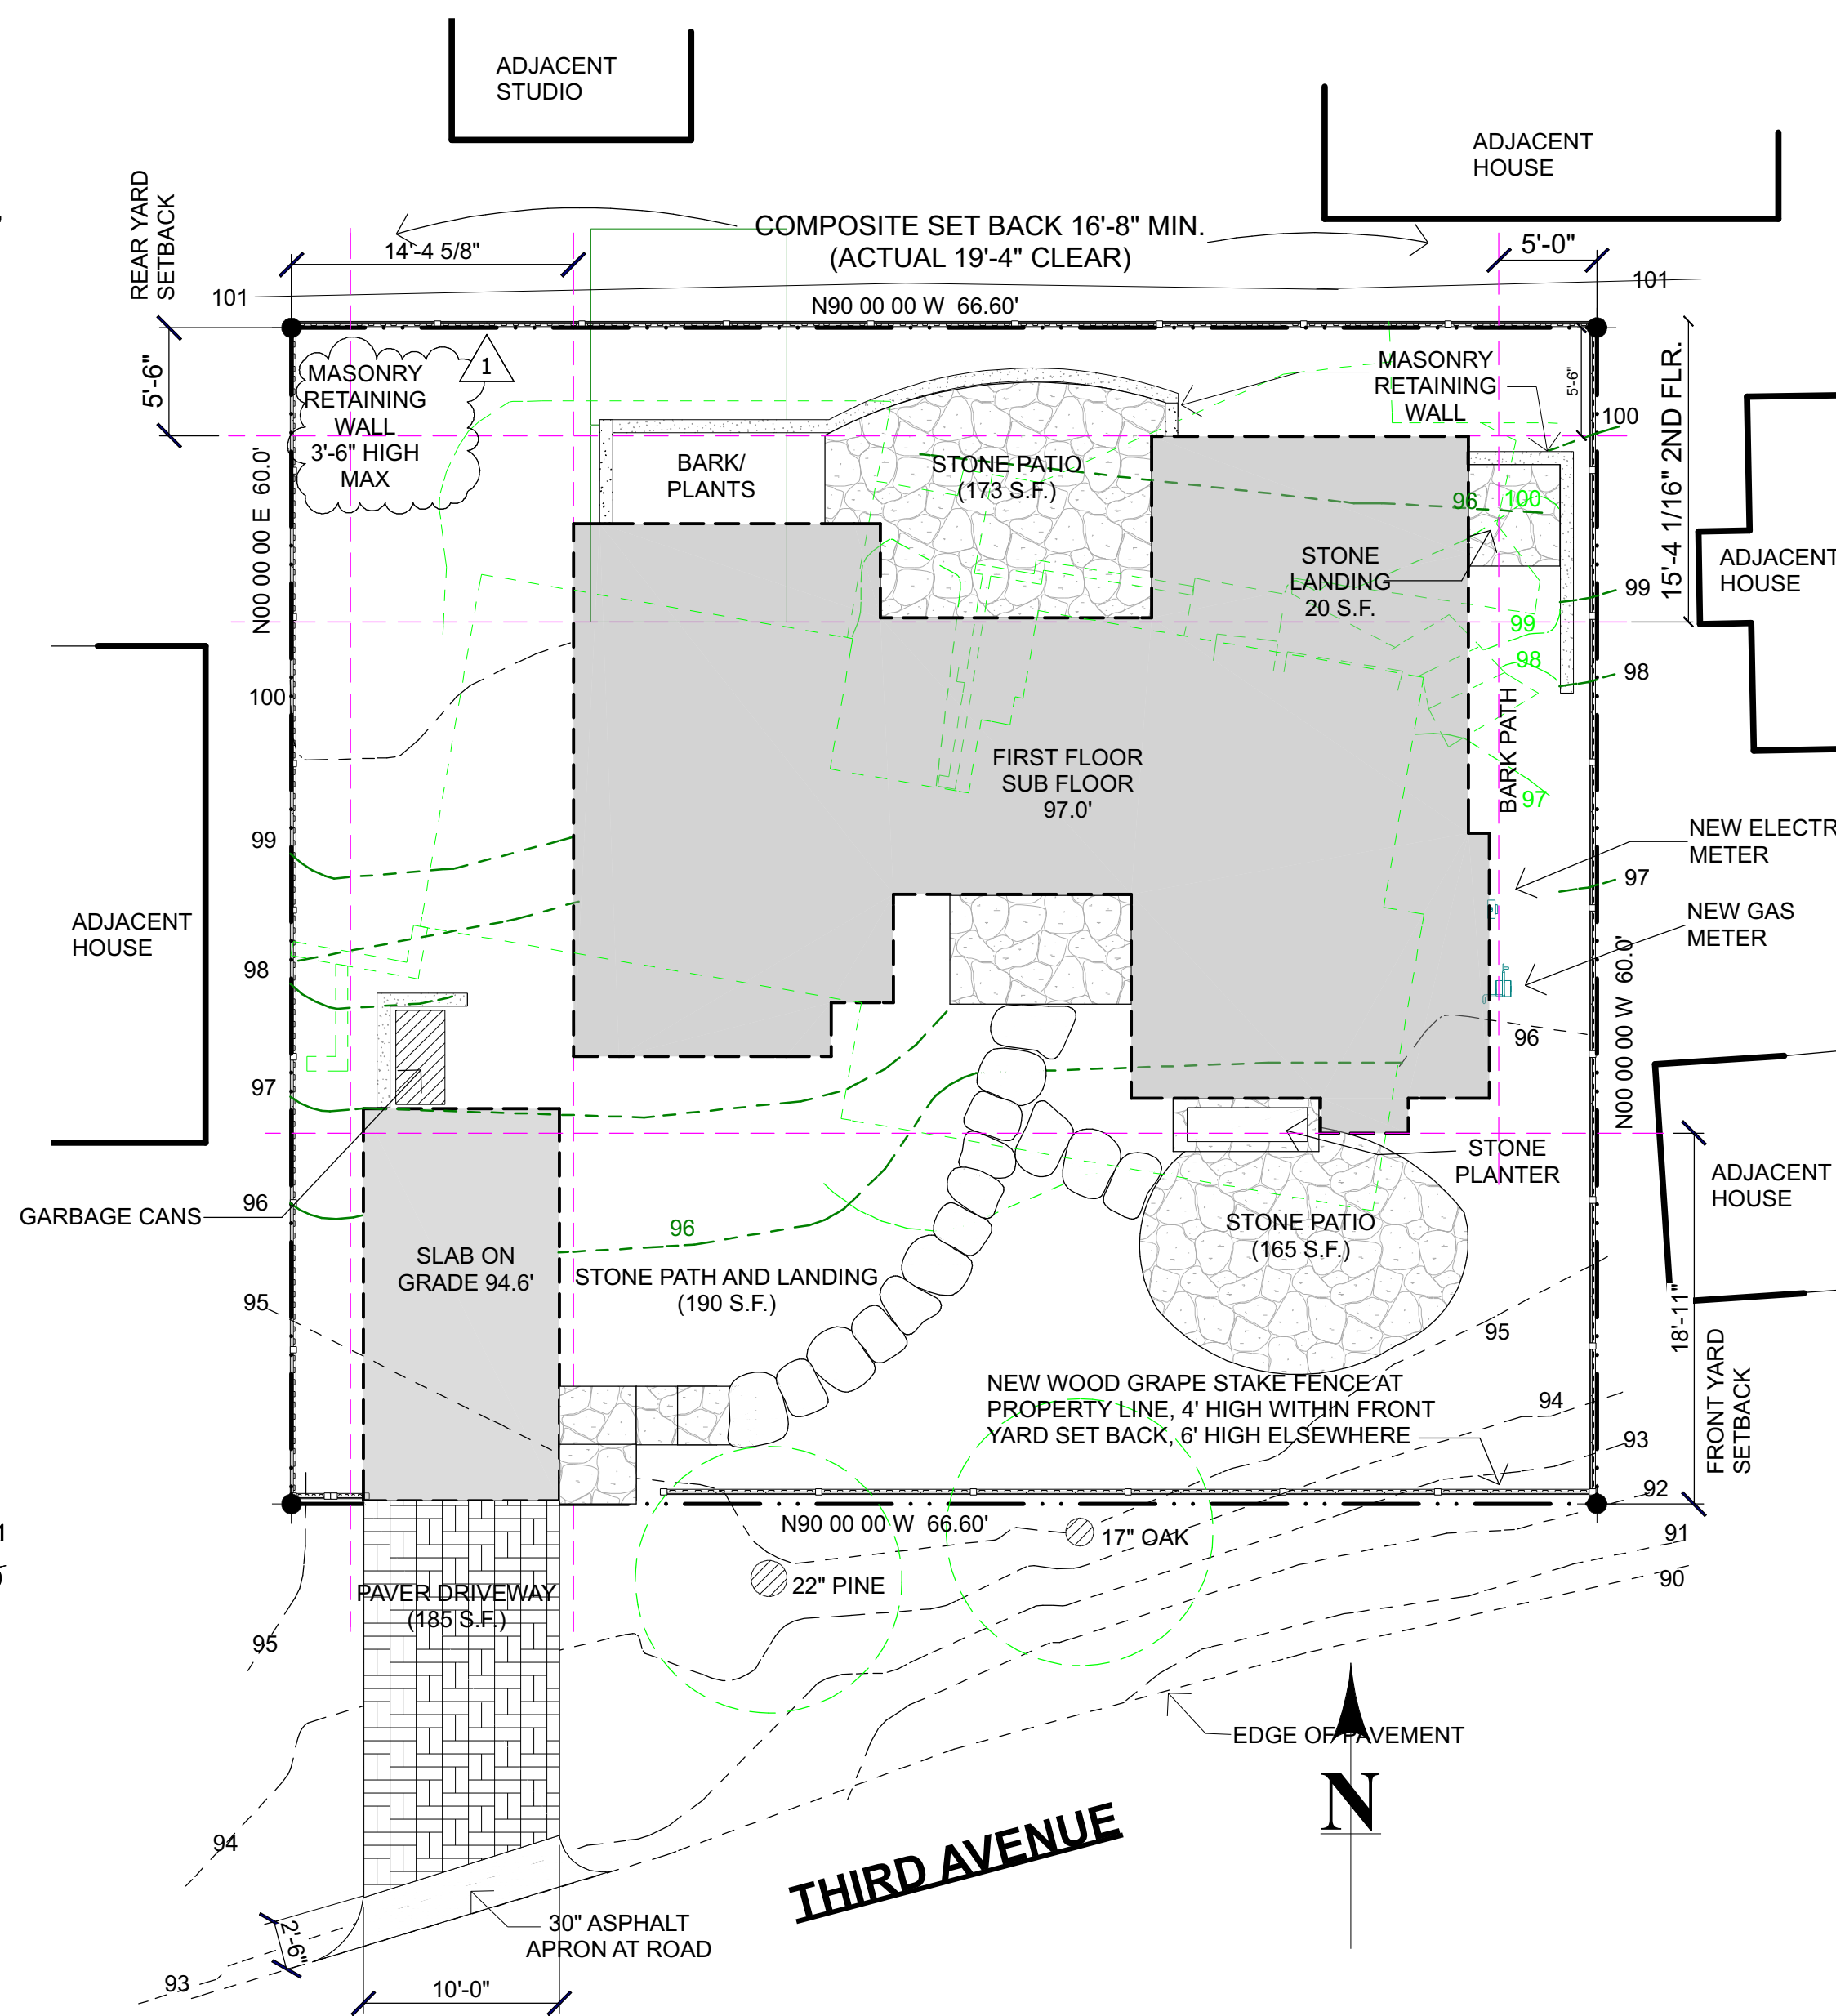 ADJACENT
STUDIO
ADJACENT
HOUSE
REAR YARD
SETBACK
COMPOSITE SET BACK 16'-8" MIN.
(ACTUAL 19'-4" CLEAR)
14'-4 5/8"
5'-0"
101
101
N90 00 00 W 66.60'
5'-6"
1
MASONRY
RETAINING
WALL
3'-6" HIGH
MAX
MASONRY
RETAINING
WALL
5'-6"
15'-4 1/16" 2ND FLR.
100
N00 00 00 E 60.0'
BARK/
PLANTS
STONE PATIO
(173 S.F.)
96
100
STONE
LANDING
20 S.F.
ADJACENT
HOUSE
99
99
98
98
100
BARK PATH
FIRST FLOOR
SUB FLOOR
97.0'
97
NEW ELECTR
METER
99
97
ADJACENT
HOUSE
NEW GAS
METER
98
N00 00 00 W 60.0'
96
97
STONE
PLANTER
ADJACENT
HOUSE
96
GARBAGE CANS
96
STONE PATIO
(165 S.F.)
SLAB ON
GRADE 94.6'
STONE PATH AND LANDING
(190 S.F.)
95
95
18'-11"
FRONT YARD
SETBACK
NEW WOOD GRAPE STAKE FENCE AT
PROPERTY LINE, 4' HIGH WITHIN FRONT
YARD SET BACK, 6' HIGH ELSEWHERE
94
93
92
N90 00 00 W 66.60'
17" OAK
91
22" PINE
90
PAVER DRIVEWAY
(185 S.F.)
95
EDGE OF PAVEMENT
N
94
THIRD AVENUE
30" ASPHALT
APRON AT ROAD
2'-6"
93
10'-0"